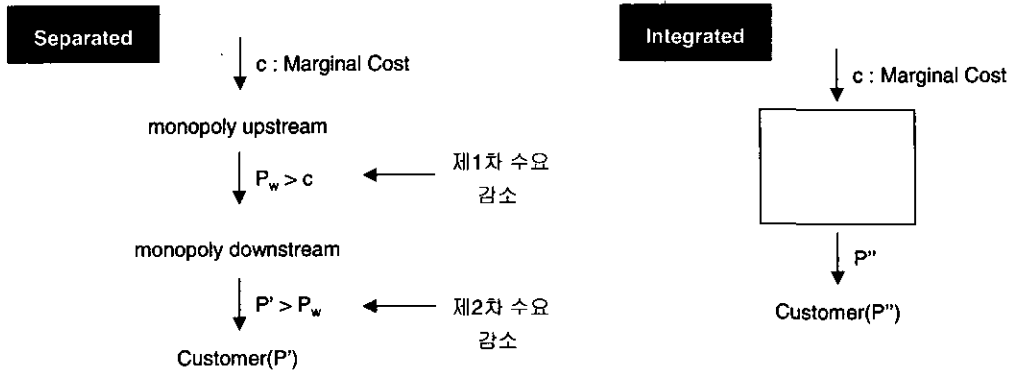 Separated
c : Marginal Cost
monopoly upstream
P_w > c
제1차 수요
감소
monopoly downstream
P' > P_w
제2차 수요
감소
Customer(P')
Integrated
c : Marginal Cost
P"
Customer(P")